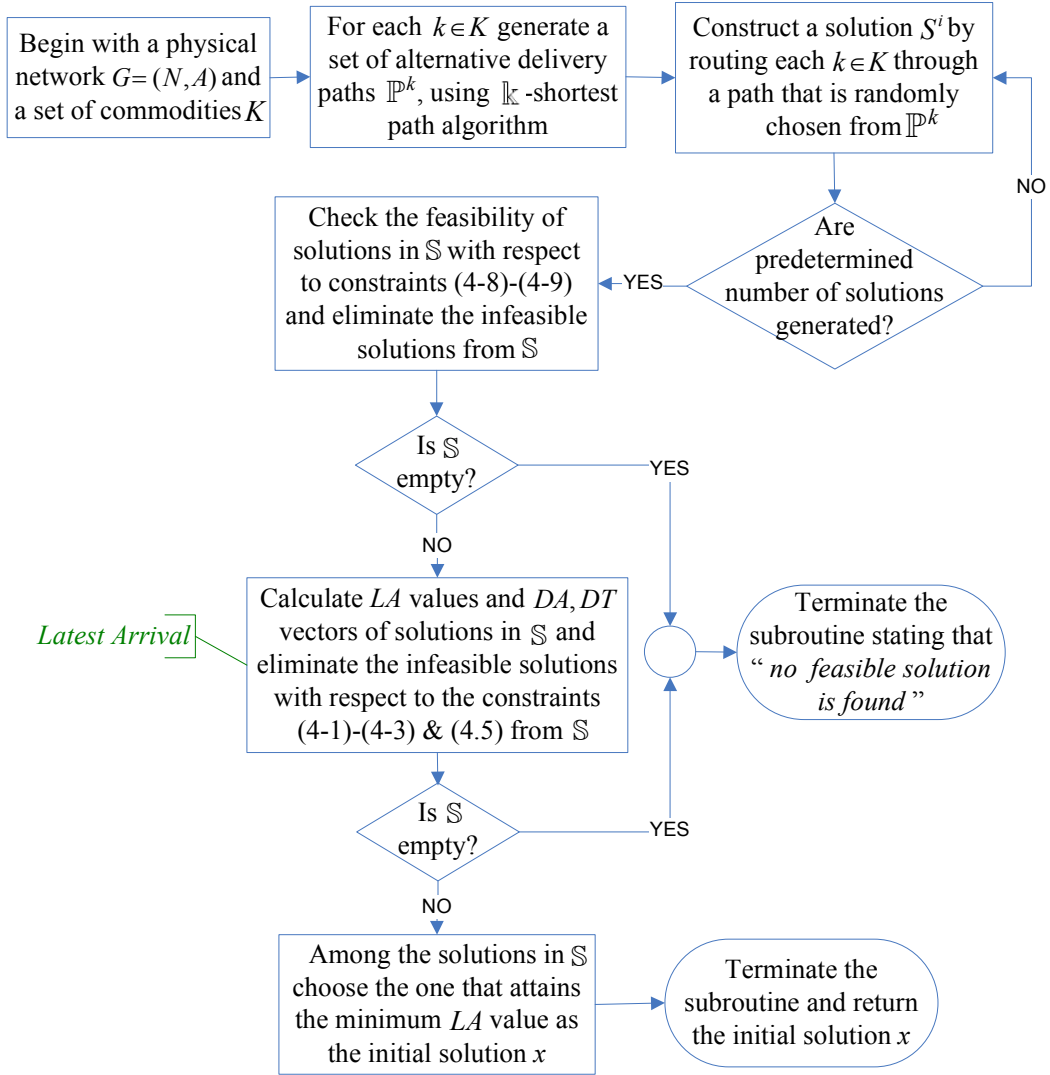 Begin with a physical
network G=(N, A) and
a set of commodities K
For each k∈K generate a
set of alternative delivery
paths ℙᵏ, using 𝕜 -shortest
path algorithm
Construct a solution Sⁱ by
routing each k∈K through
a path that is randomly
chosen from ℙᵏ
NO
Are
predetermined
number of solutions
generated?
YES
Check the feasibility of
solutions in 𝕊 with respect
to constraints (4-8)-(4-9)
and eliminate the infeasible
solutions from 𝕊
Is 𝕊
empty?
YES
NO
Calculate LA values and DA, DT
vectors of solutions in 𝕊 and
eliminate the infeasible solutions
with respect to the constraints
(4-1)-(4-3) & (4.5) from 𝕊
Latest Arrival
Terminate the
subroutine stating that
“ no feasible solution
is found ”
Is 𝕊
empty?
YES
NO
Among the solutions in 𝕊
choose the one that attains
the minimum LA value as
the initial solution x
Terminate the
subroutine and return
the initial solution x